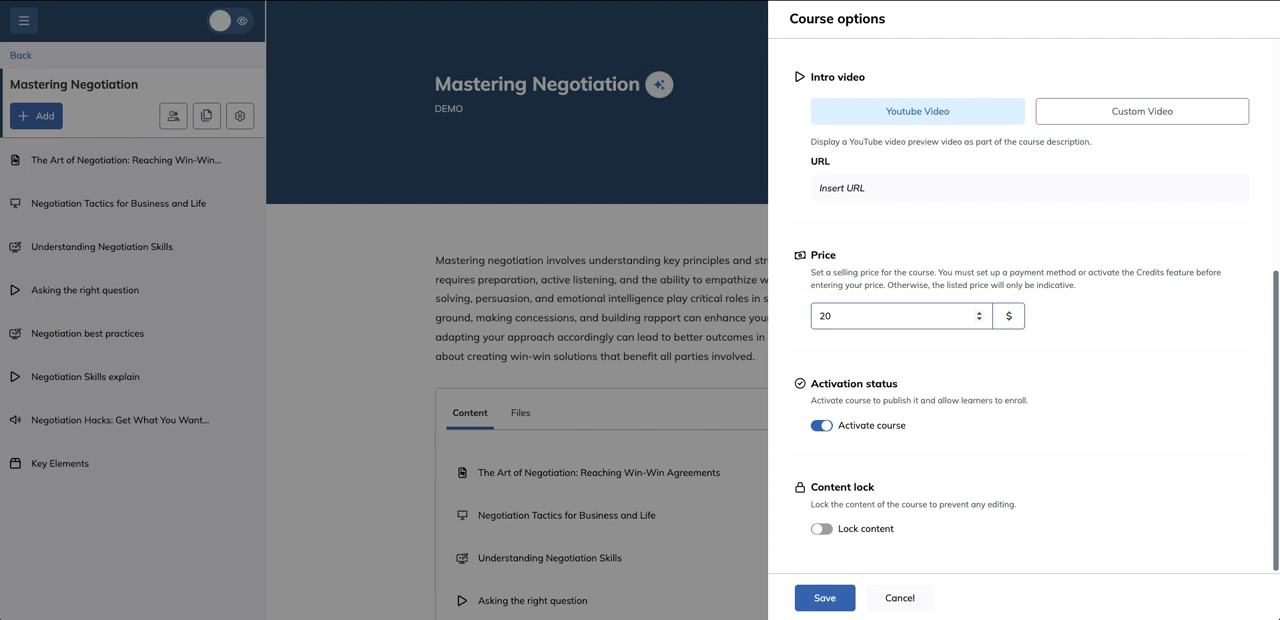 Back
Mastering Negotiation
Add
The Art of Negotiation: Reaching Win-Win...
Negotiation Tactics for Business and Life
Understanding Negotiation Skills
Asking the right question
Negotiation best practices
Negotiation Skills explain
Negotiation Hacks: Get What You Want...
Key Elements
Mastering Negotiation
DEMO
Mastering negotiation involves understanding key principles and str
requires preparation, active listening, and the ability to empathize w
solving, persuasion, and emotional intelligence play critical roles in s
ground, making concessions, and building rapport can enhance your
adapting your approach accordingly can lead to better outcomes in
about creating win-win solutions that benefit all parties involved.
Content
Files
The Art of Negotiation: Reaching Win-Win Agreements
Negotiation Tactics for Business and Life
Understanding Negotiation Skills
Asking the right question
Course options
Intro video
Youtube Video
Custom Video
Display a YouTube video preview video as part of the course description.
URL
Insert URL
Price
Set a selling price for the course. You must set up a payment method or activate the Credits feature before
entering your price. Otherwise, the listed price will only be indicative.
20
$
Activation status
Activate course to publish it and allow learners to enroll.
Activate course
Content lock
Lock the content of the course to prevent any editing.
Lock content
Save
Cancel